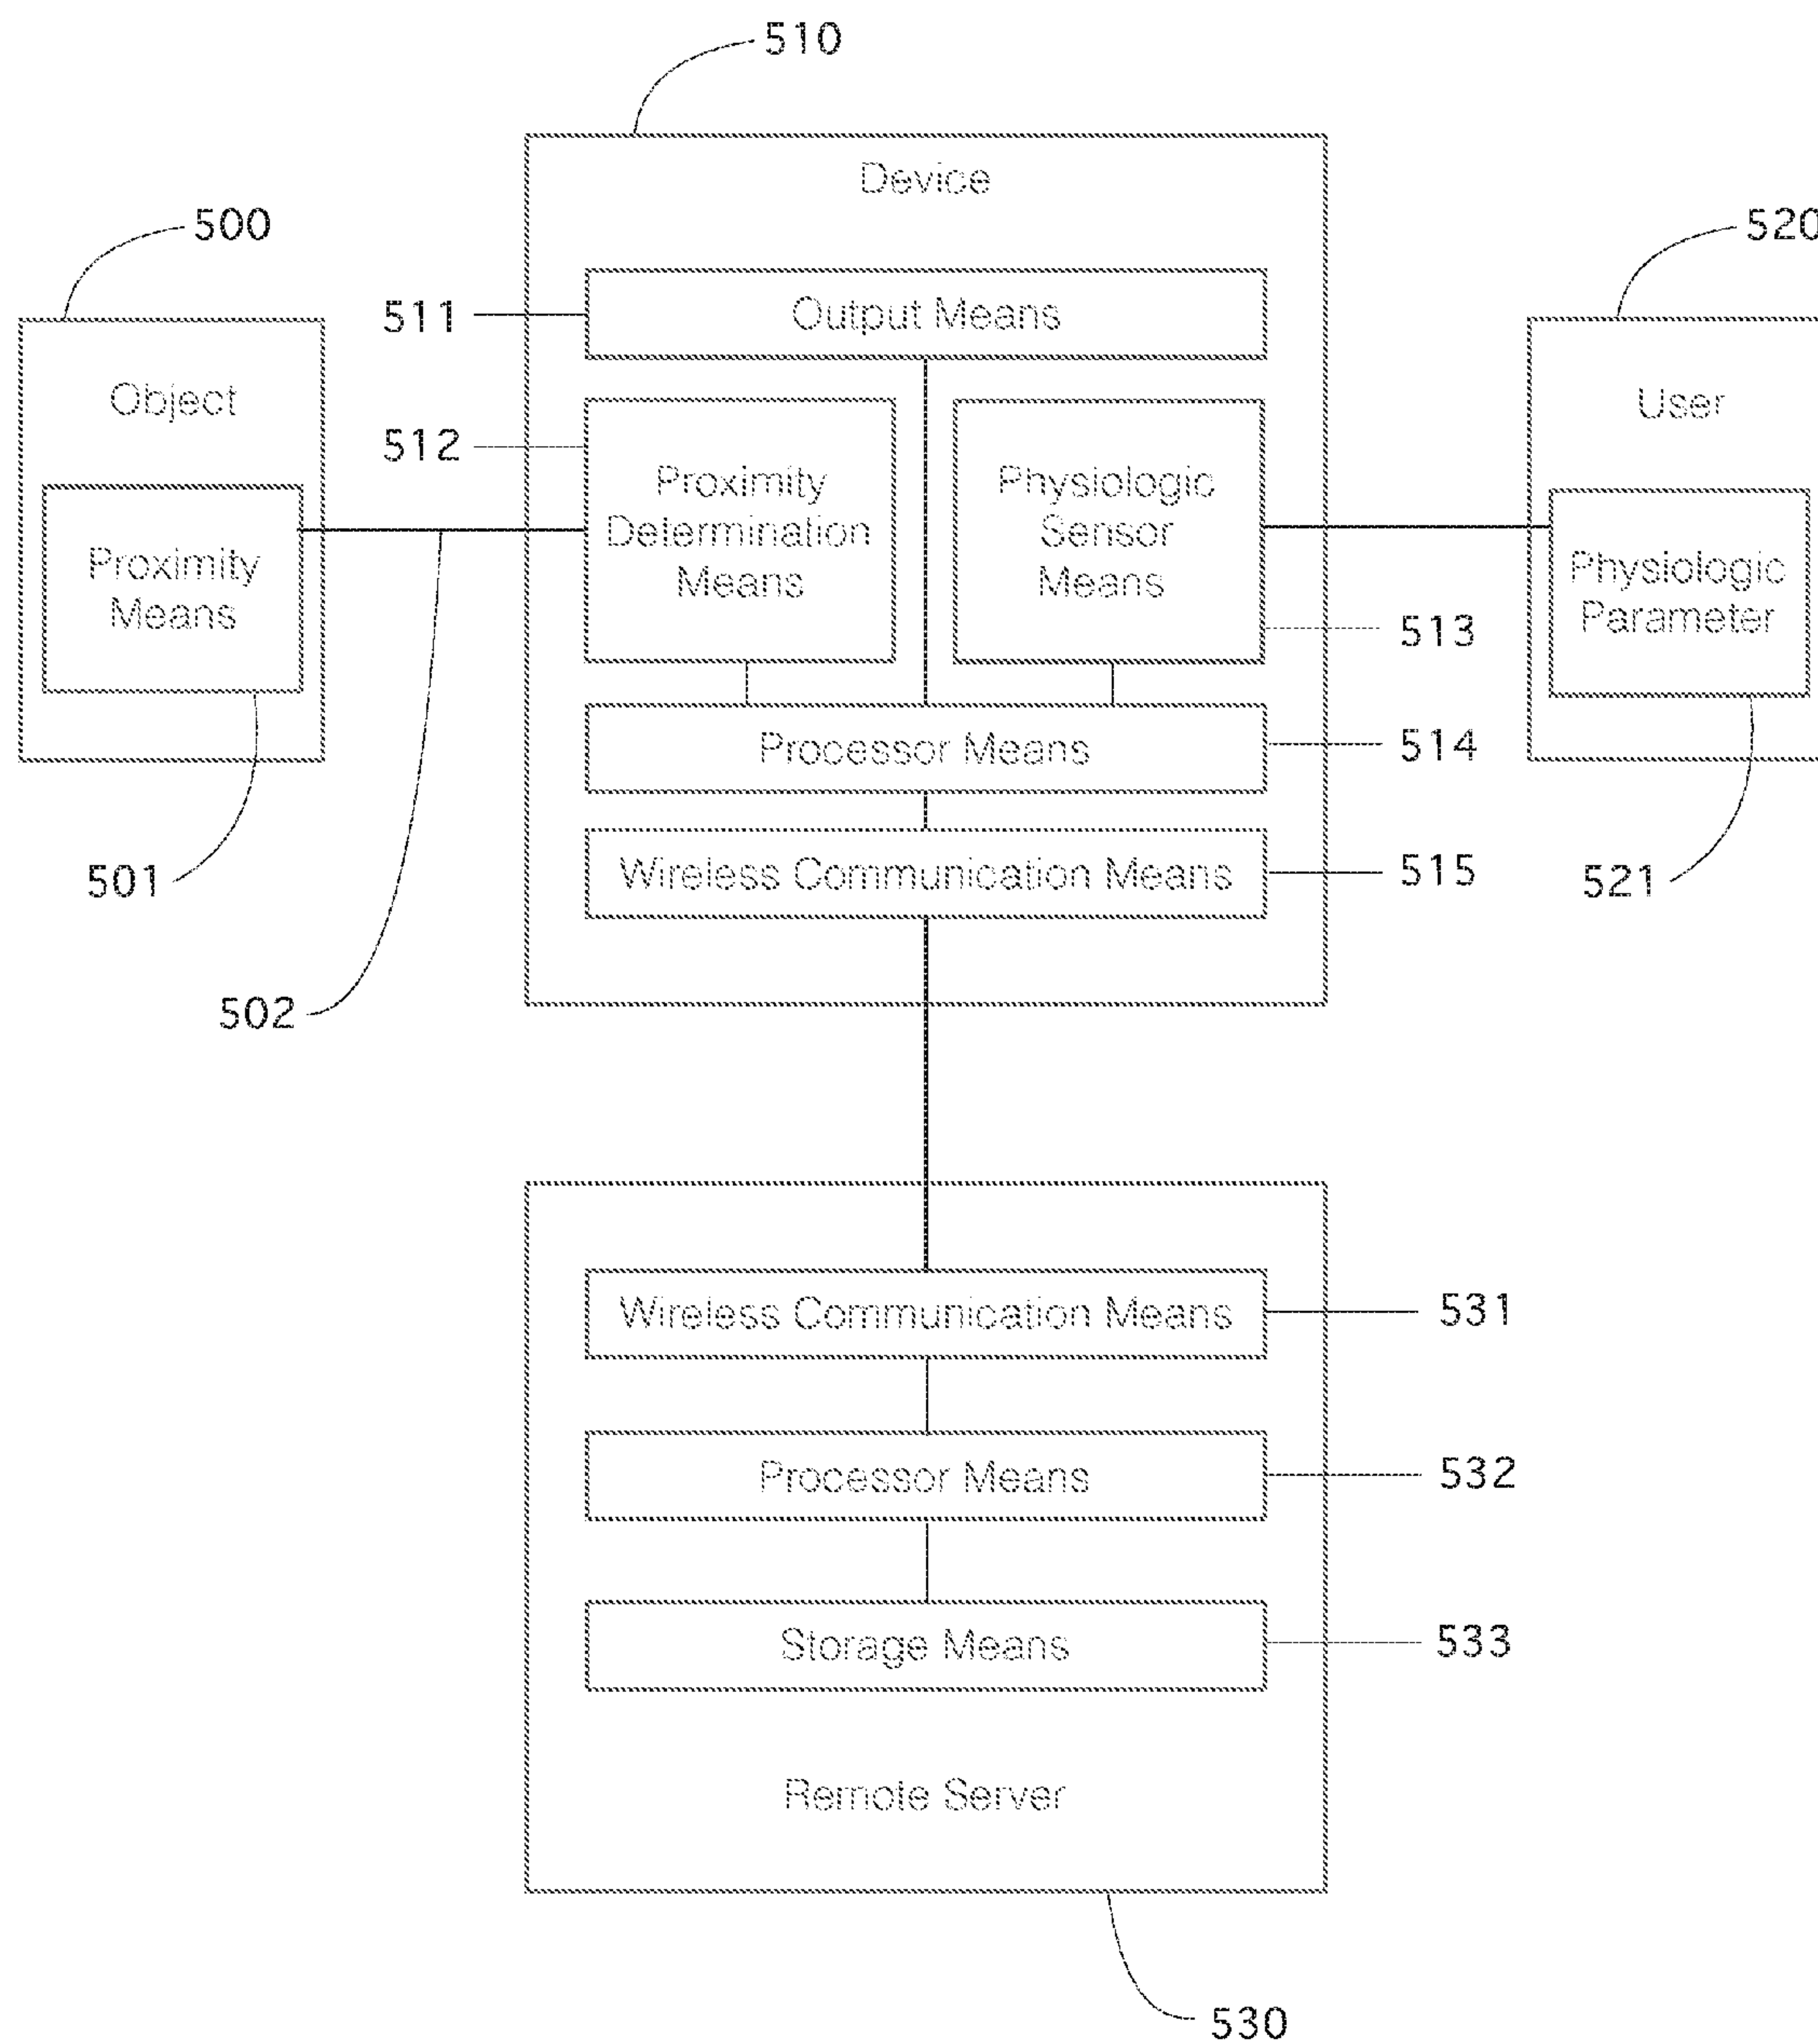 510
Device
500
520
511
Output Means
Object
512
User
Proximity
Determination
Means
Physiologic
Sensor
Means
Proximity
Means
Physiologic
Parameter
513
Processor Means
514
501
Wireless Communication Means
515
521
502
Wireless Communication Means
531
Processor Means
532
Storage Means
533
Remote Server
530